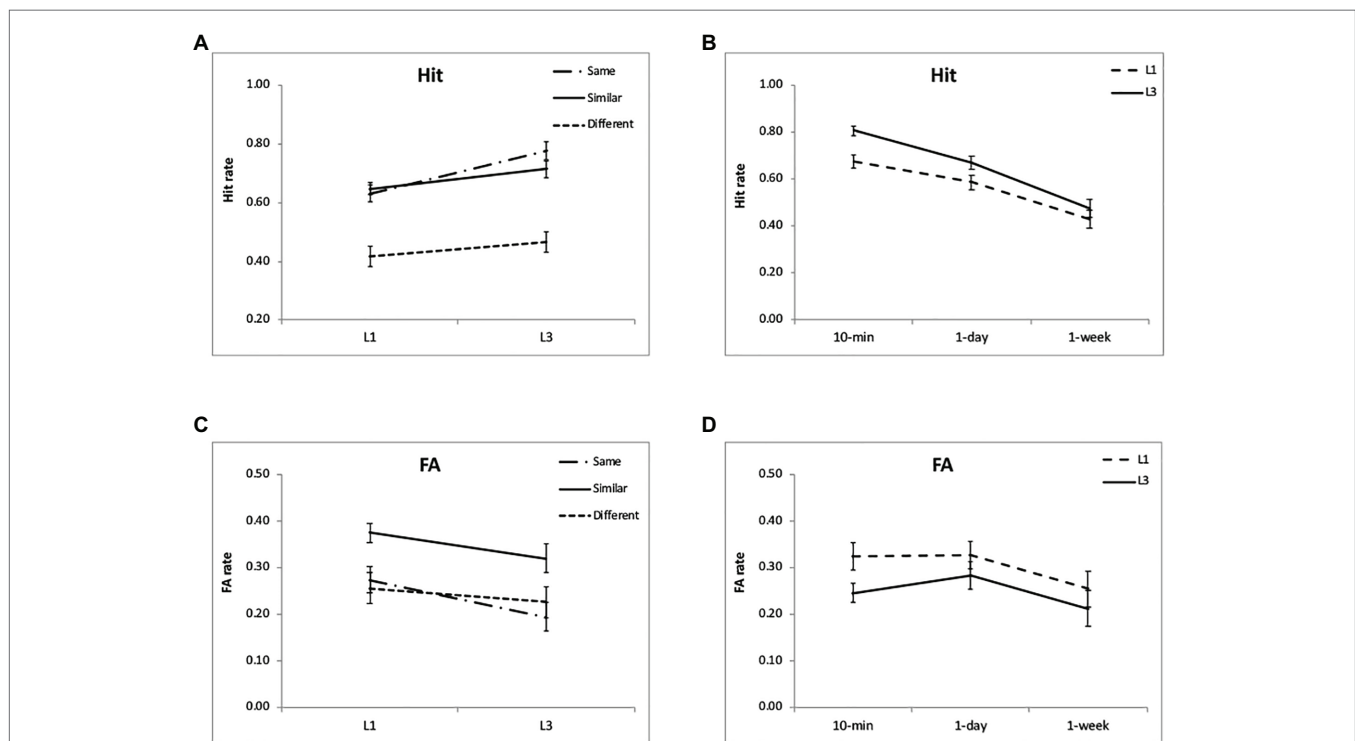 A
Hit
Same
Similar
Different
Hit rate
1.00
0.80
0.60
0.40
0.20
L1
L3
B
Hit
L1
L3
Hit rate
1.00
0.80
0.60
0.40
0.20
0.00
10-min
1-day
1-week
C
FA
Same
Similar
Different
FA rate
0.50
0.40
0.30
0.20
0.10
0.00
L1
L3
D
FA
L1
L3
FA rate
0.50
0.40
0.30
0.20
0.10
0.00
10-min
1-day
1-week